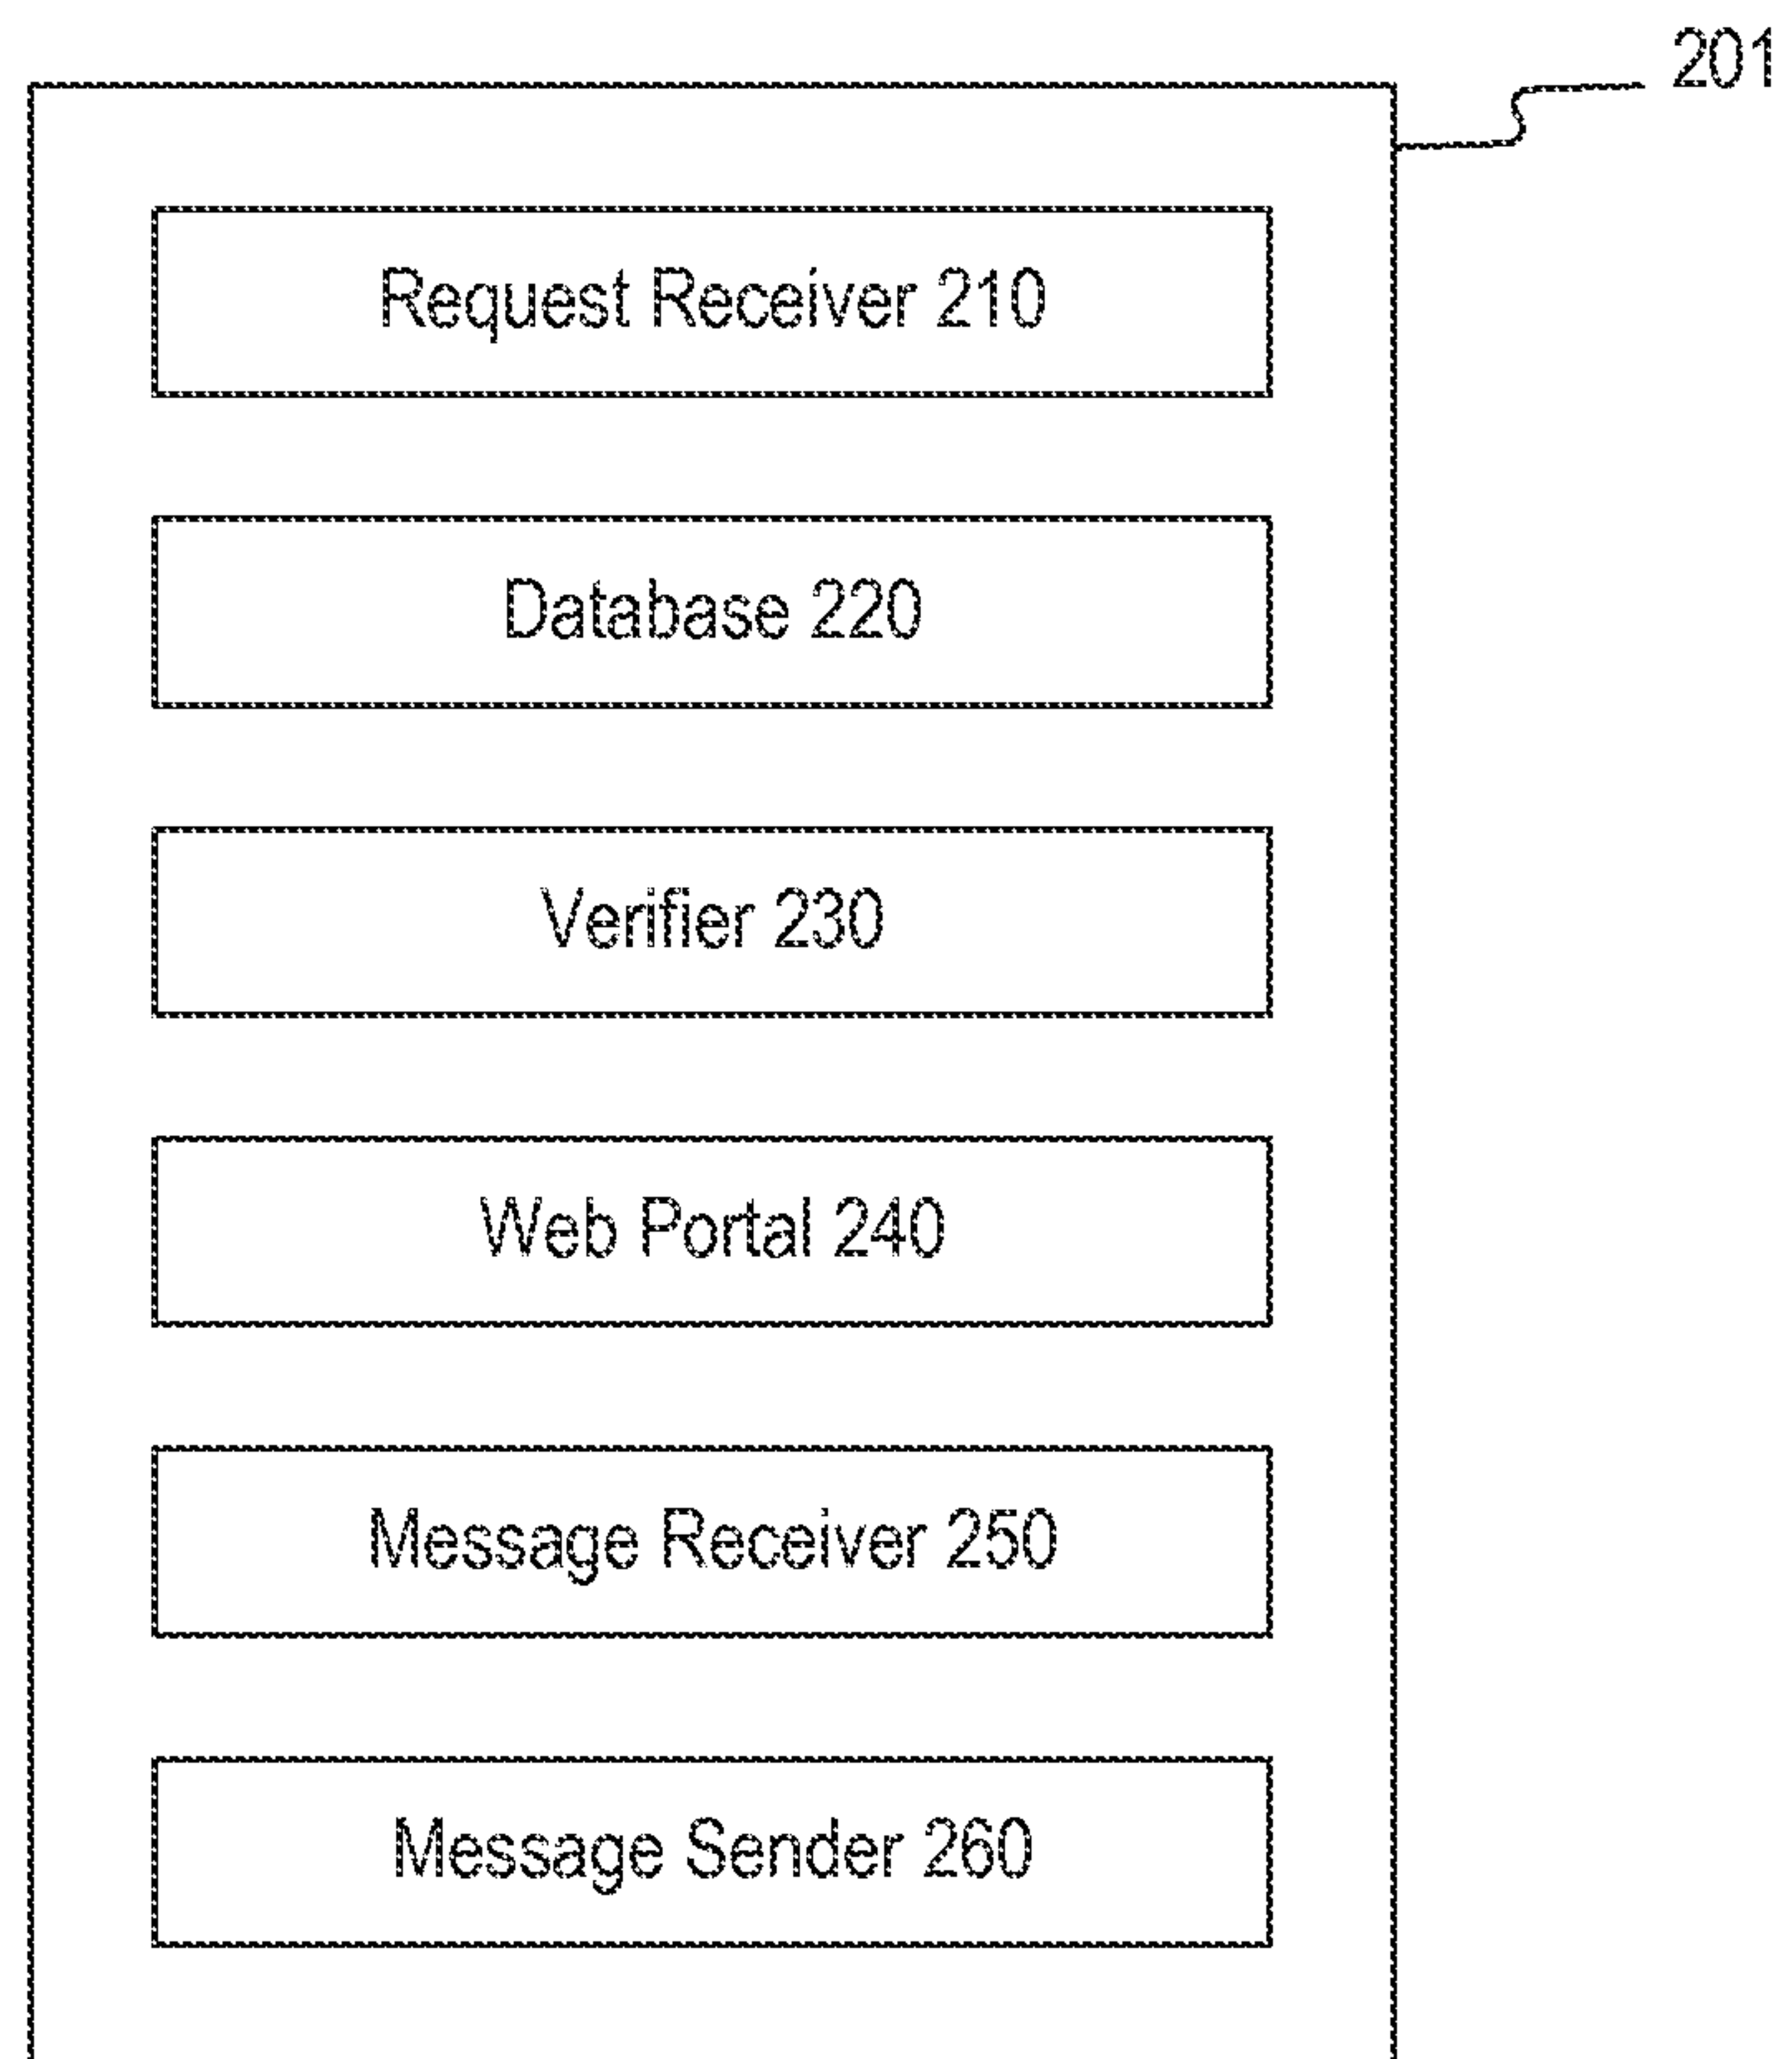 201
Request Receiver 210
Database 220
Verifier 230
Web Portal 240
Message Receiver 250
Message Sender 260